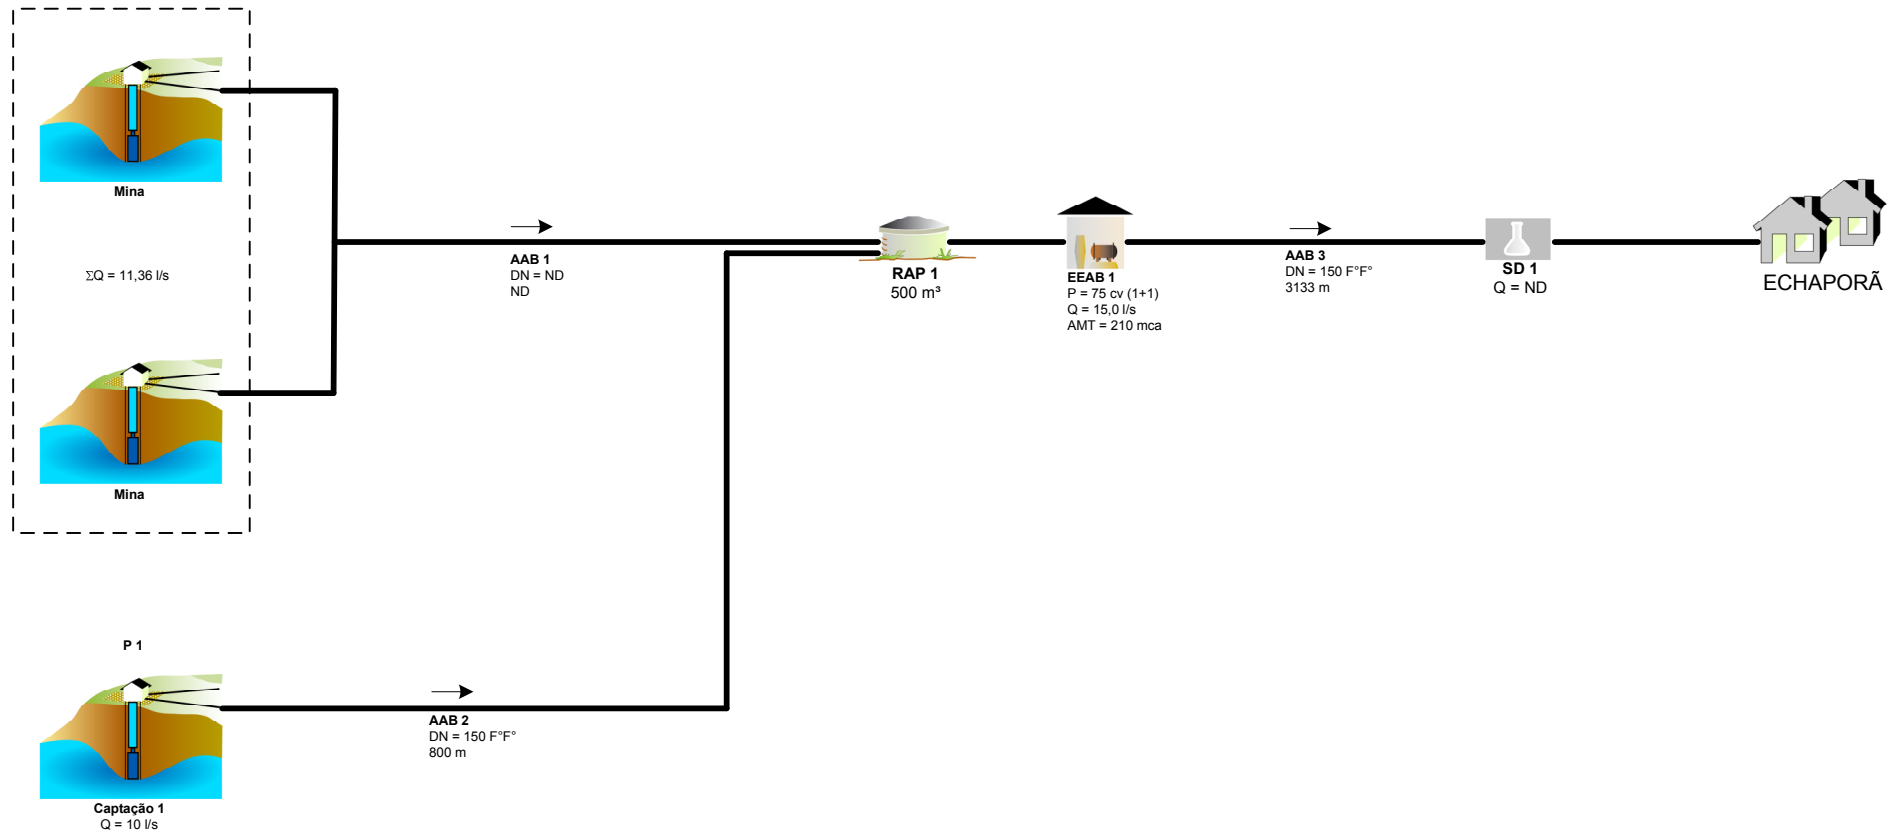 Mina
ΣQ = 11,36 l/s
Mina
AAB 1
DN = ND
ND
RAP 1
500 m³
EEAB 1
P = 75 cv (1+1)
Q = 15,0 l/s
AMT = 210 mca
AAB 3
DN = 150 F°F°
3133 m
SD 1
Q = ND
ECHAPORÃ
P 1
Captação 1
Q = 10 l/s
AAB 2
DN = 150 F°F°
800 m